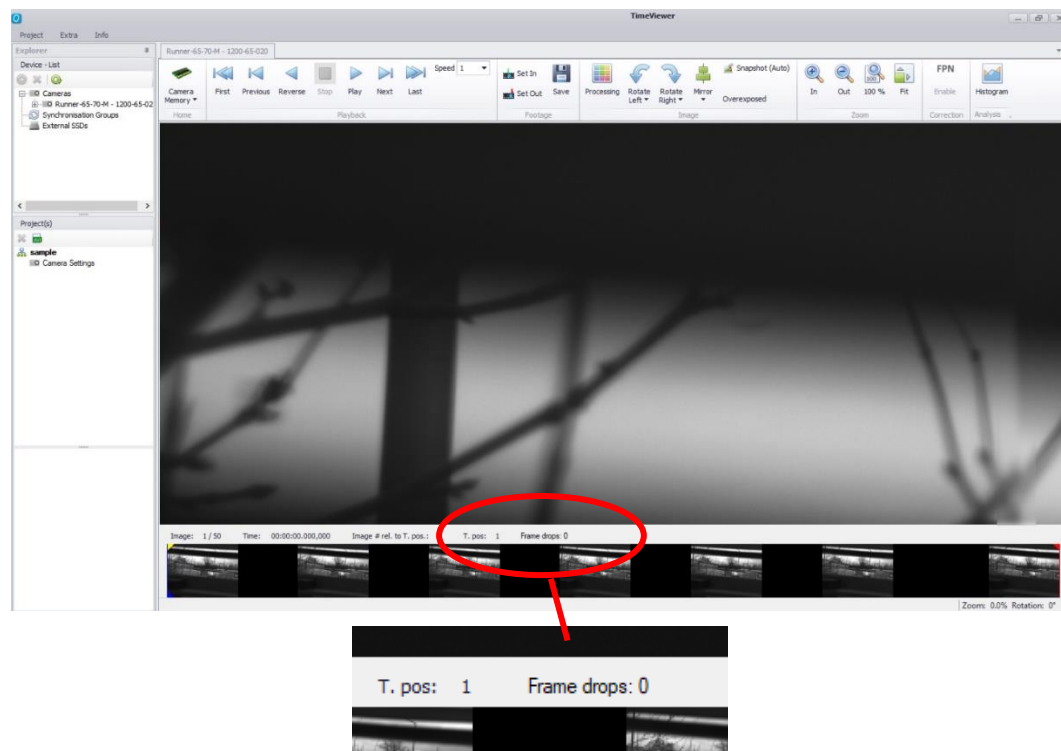 TimeViewer
Project Extra Info
Explorer
Runner-65-70-M - 1200-65-020
Device - List
Cameras
Runner-65-70-M - 1200-65-02
Synchronisation Groups
External SSDs
Camera Memory
First
Previous
Reverse
Stop
Play
Next
Last
Speed 1
Home
Playback
Set In
Set Out
Save
Footage
Processing
Rotate Left
Rotate Right
Mirror
Snapshot (Auto)
Overexposed
Image
In
Out
100
100 %
Fit
Zoom
FPN
Enable
Correction
Histogram
Analysis
Project(s)
sample
Camera Settings
Image: 1 / 50 Time: 00:00:00.000,000 Image # rel. to T. pos.: T. pos: 1 Frame drops: 0
Zoom: 0.0% Rotation: 0°
T. pos: 1 Frame drops: 0